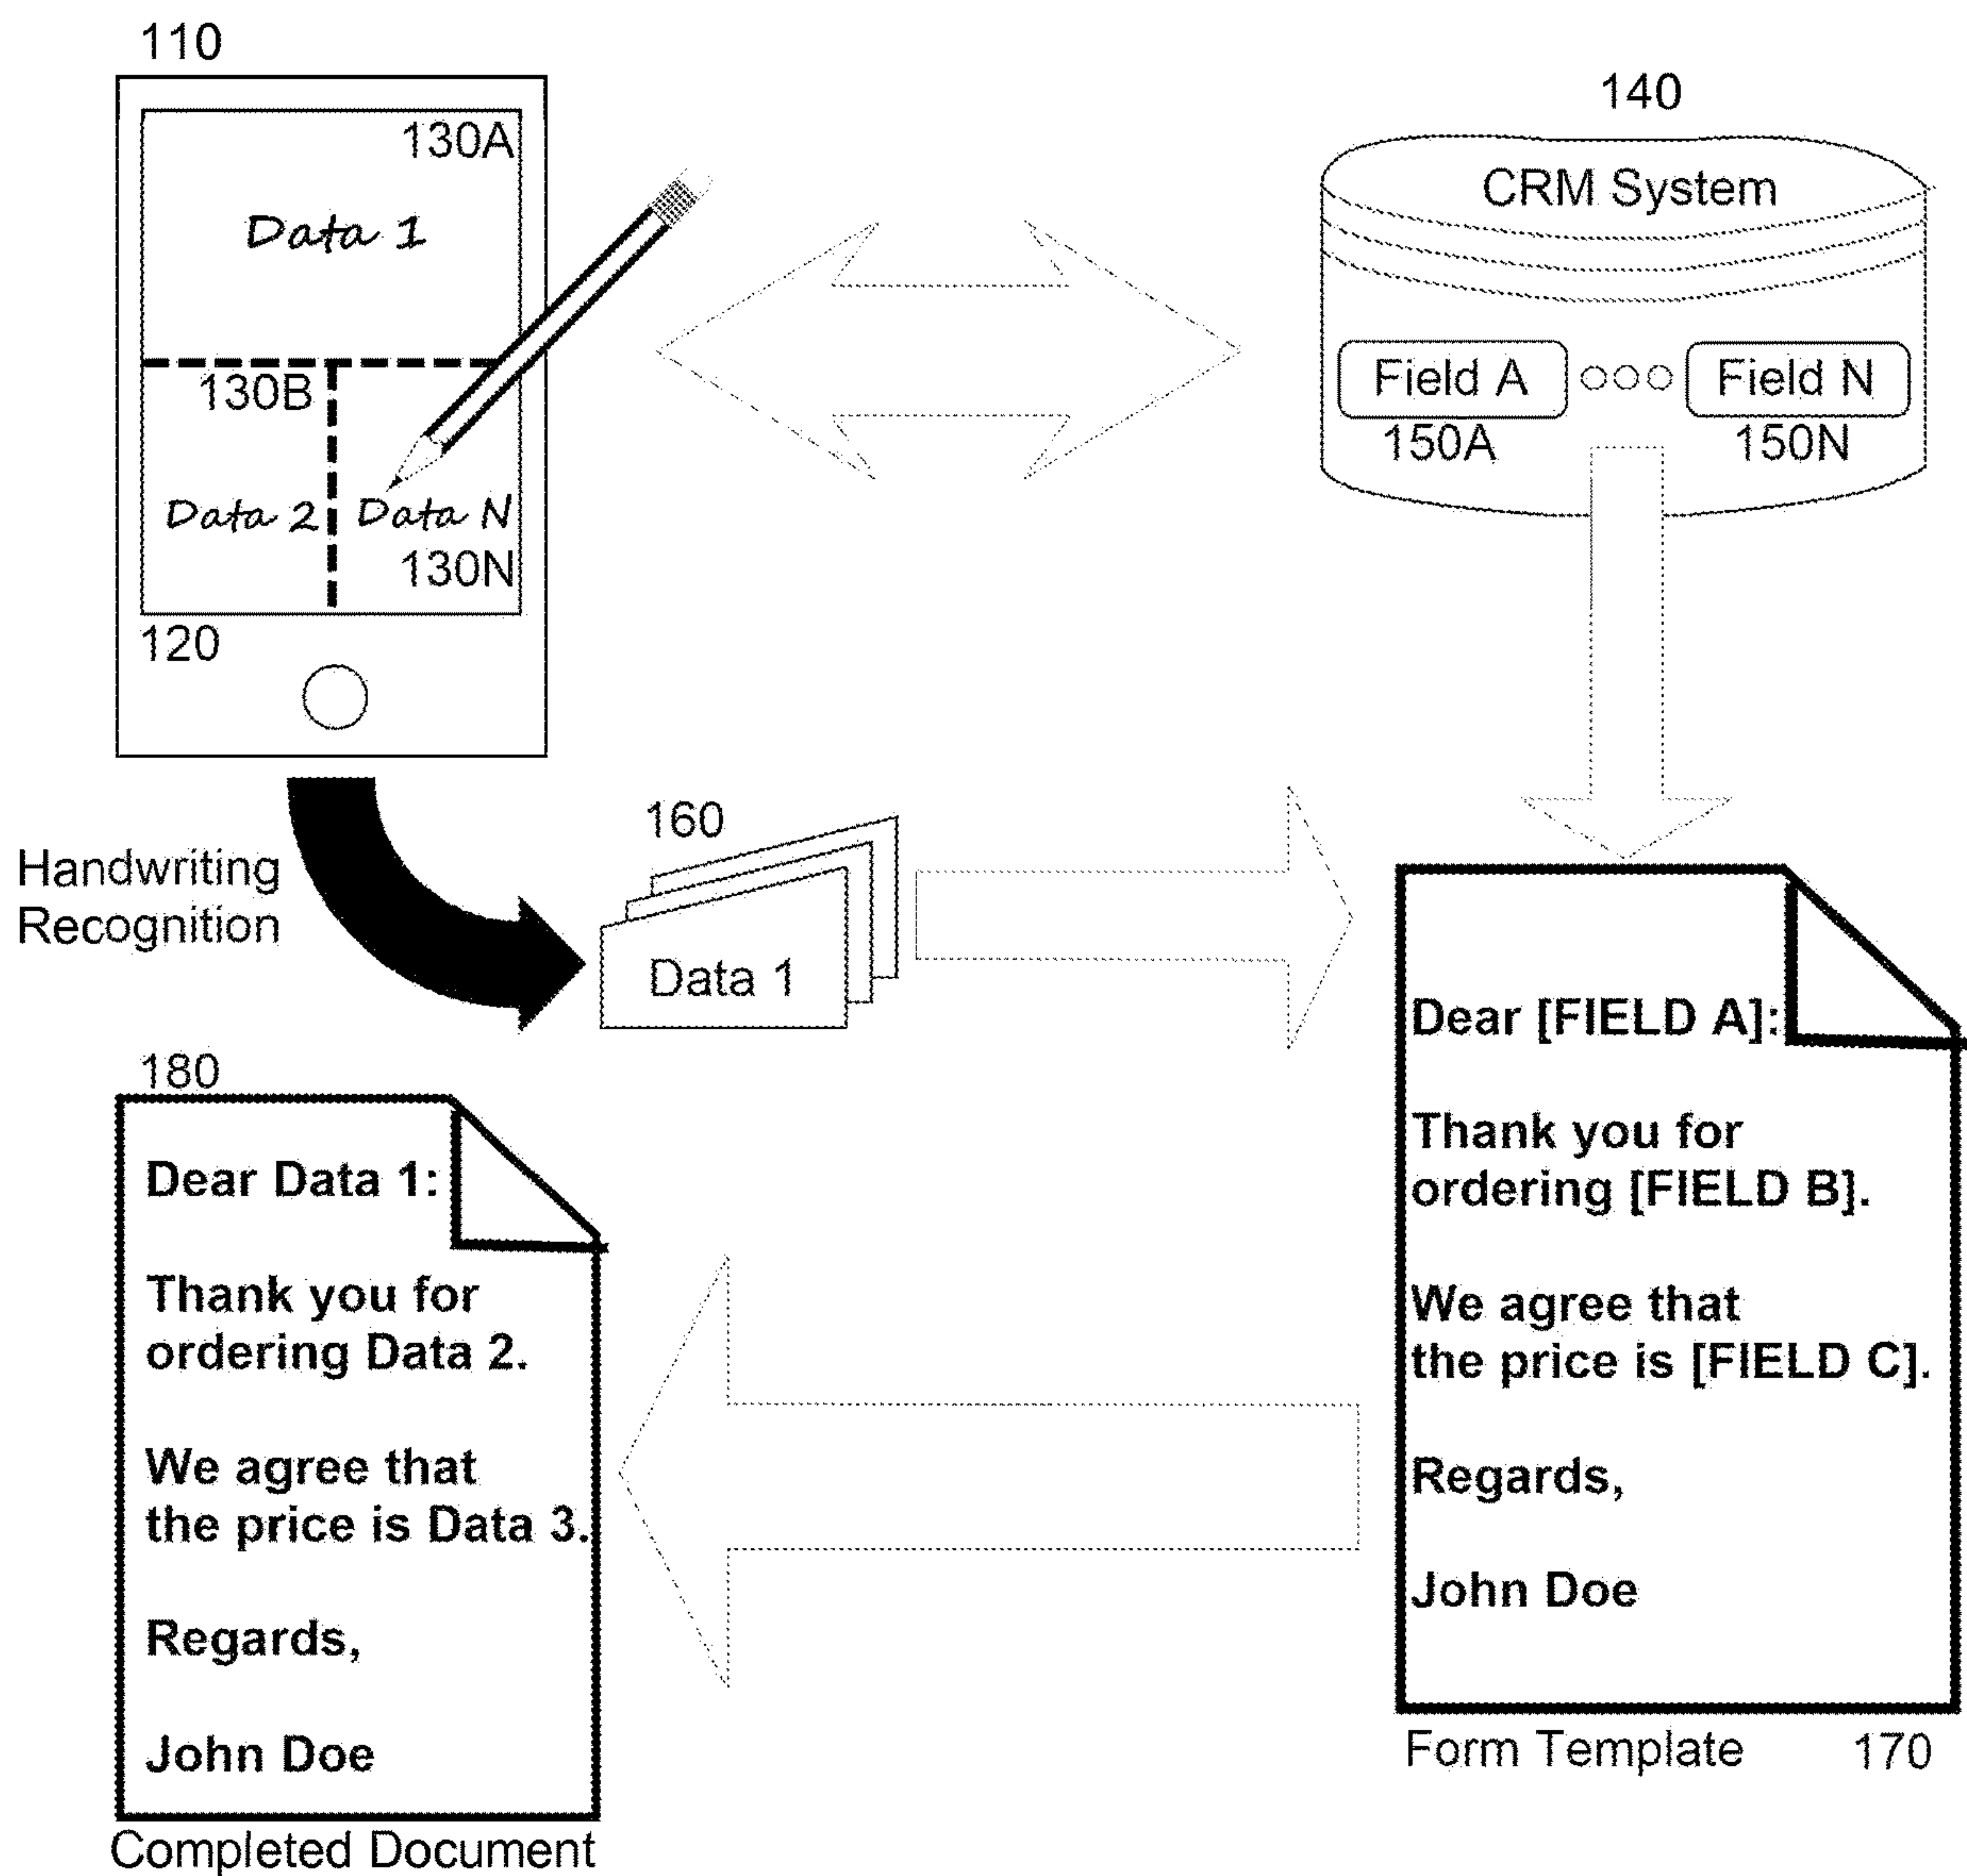 110
130A
Data 1
130B
Data 2
Data N
130N
120
140
CRM System
Field A
Field N
150A
150N
Handwriting
Recognition
160
Data 1
Dear [FIELD A]:
Thank you for
ordering [FIELD B].
We agree that
the price is [FIELD C].
Regards,
John Doe
Form Template
170
180
Dear Data 1:
Thank you for
ordering Data 2.
We agree that
the price is Data 3.
Regards,
John Doe
Completed Document